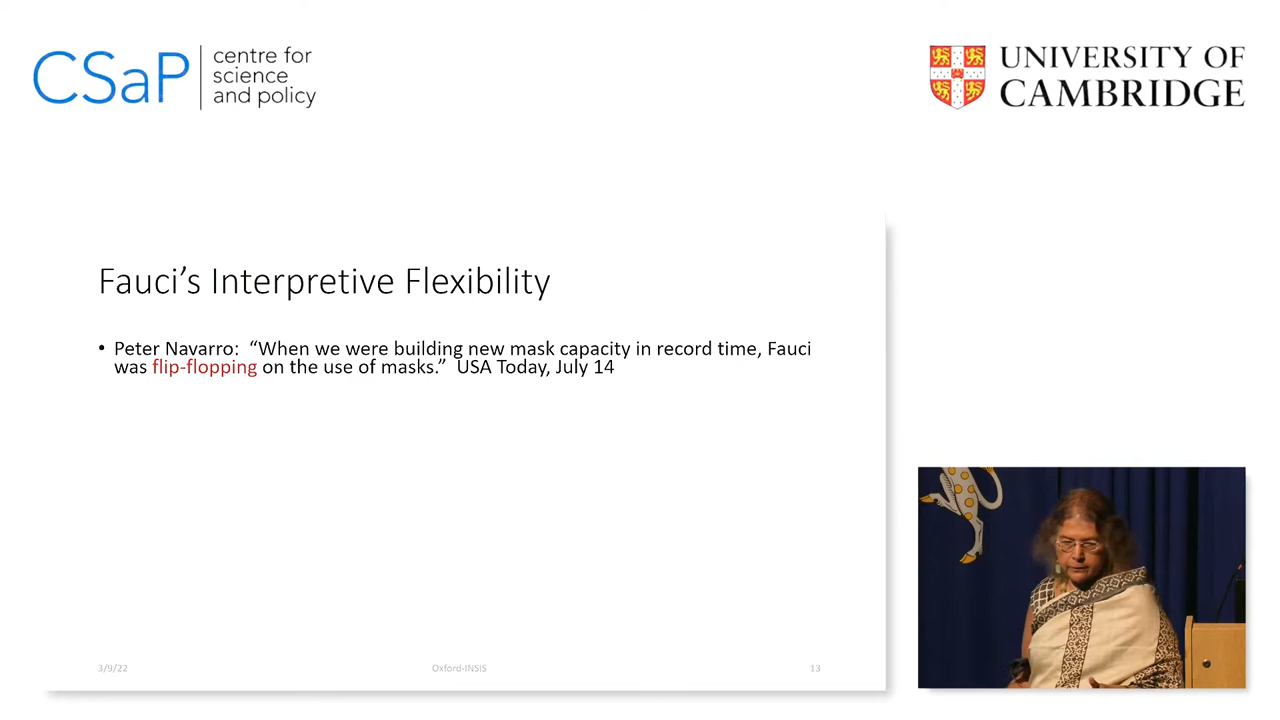 CSaP
centre for
science
and policy
UNIVERSITY OF
CAMBRIDGE
Fauci’s Interpretive Flexibility
• Peter Navarro:  “When we were building new mask capacity in record time, Fauci
was flip-flopping on the use of masks.”  USA Today, July 14
3/9/22
Oxford-INSIS
13